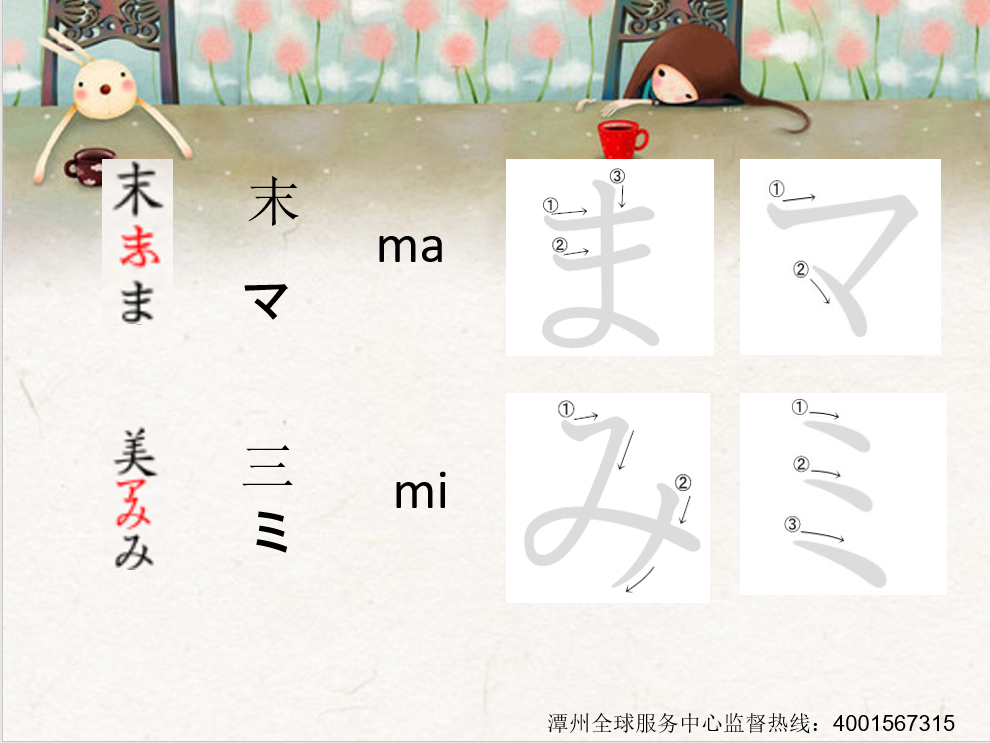 末 末 ma ③ ①
① ②
ま ② マ
ま マ
美 三 mi ① ①
み ② ②
み ミ ③
み ミ
潭州全球服务中心监督热线：4001567315